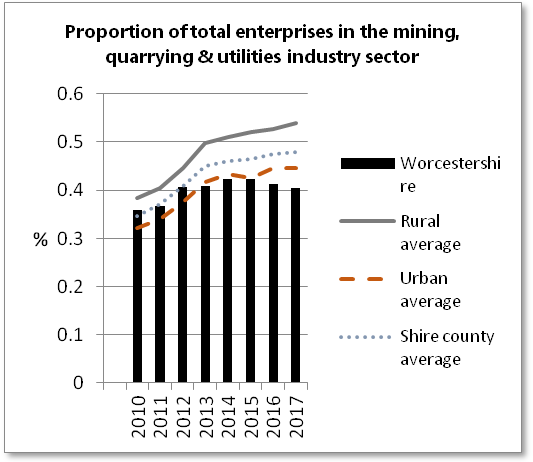 Proportion of total enterprises in the mining,
quarrying & utilities industry sector
0.6
0.5
0.4
0.3
0.2
0.1
0
%
2010
2011
2012
2013
2014
2015
2016
2017
Worcestershi
re
Rural
average
Urban
average
Shire county
average